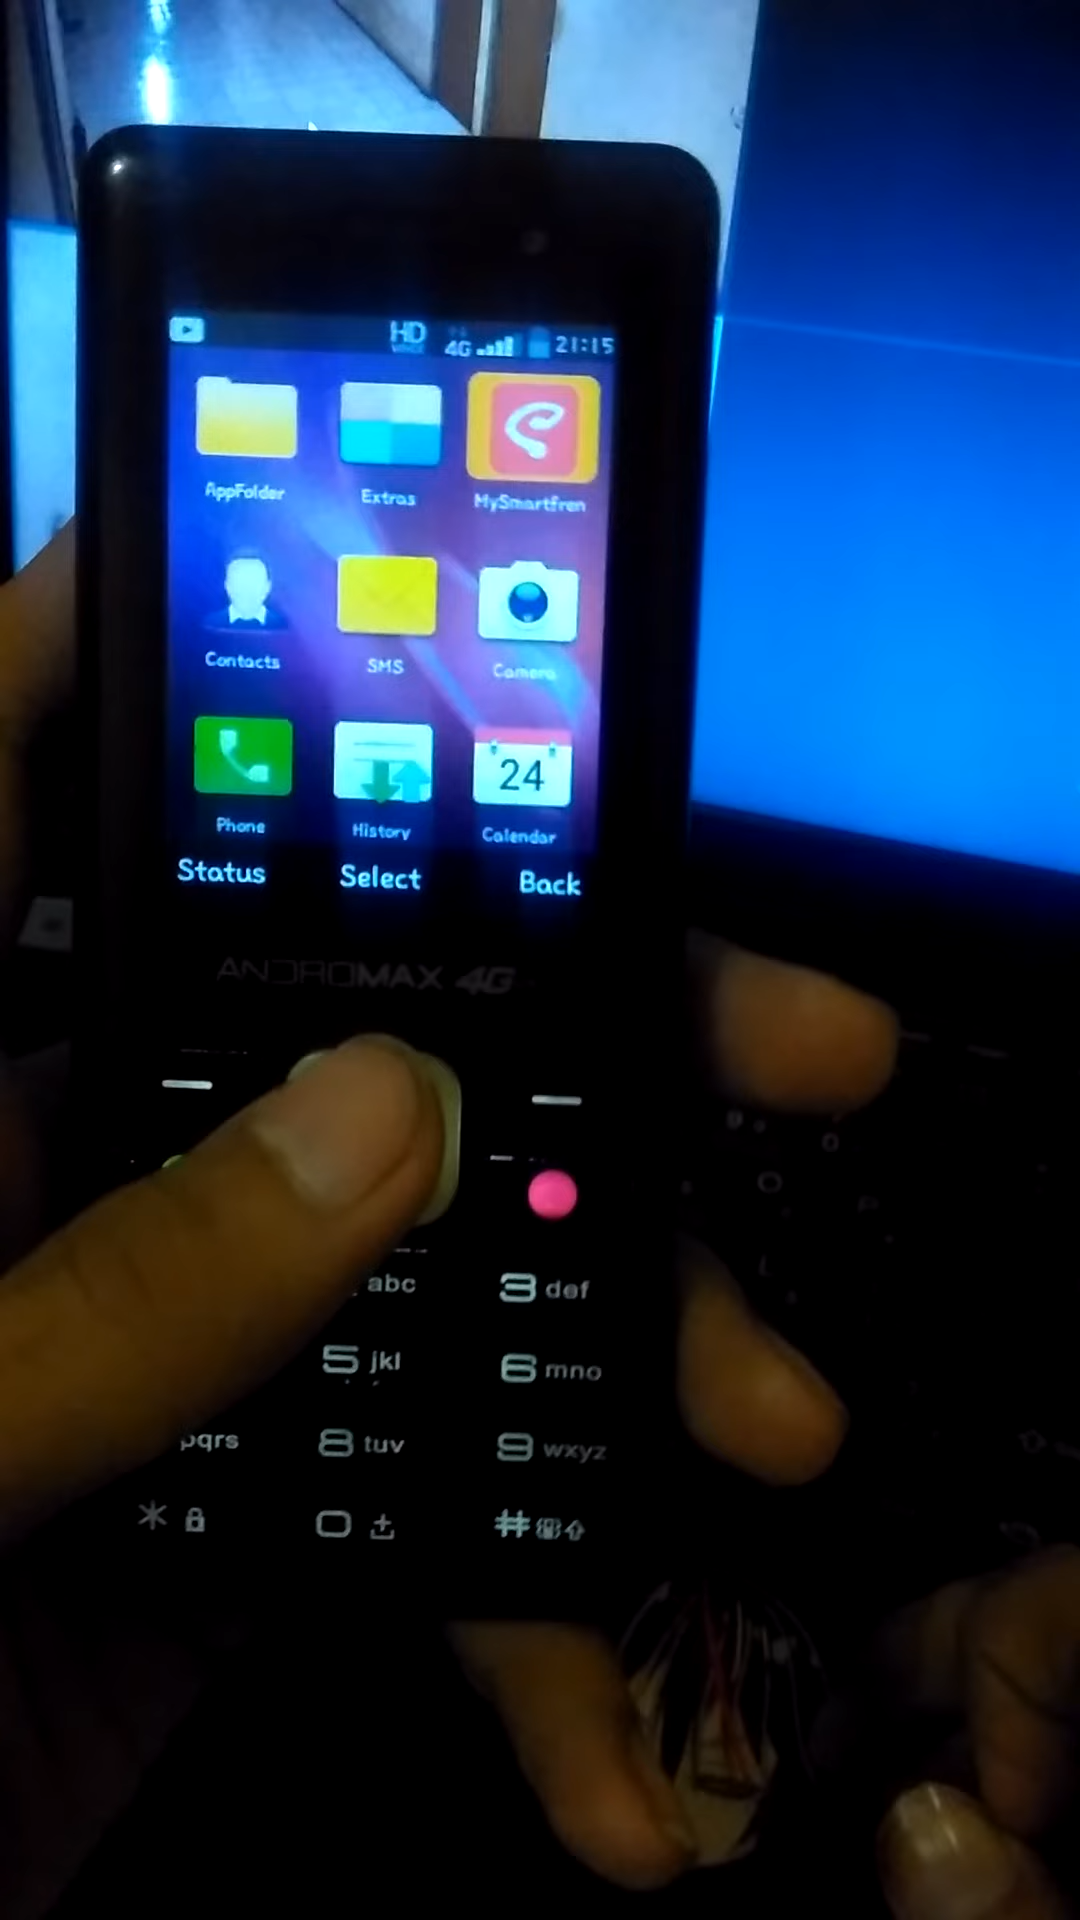 HD
VOICE
4G
21:15
AppFolder Extras MySmartfren
Contacts SMS Camera
24
Phone History Calendar
Status Select Back
ANDROMAX 4G
abc 3 def
5 jkl 6 mno
pqrs 8 tuv 9 wxyz
* 0 #